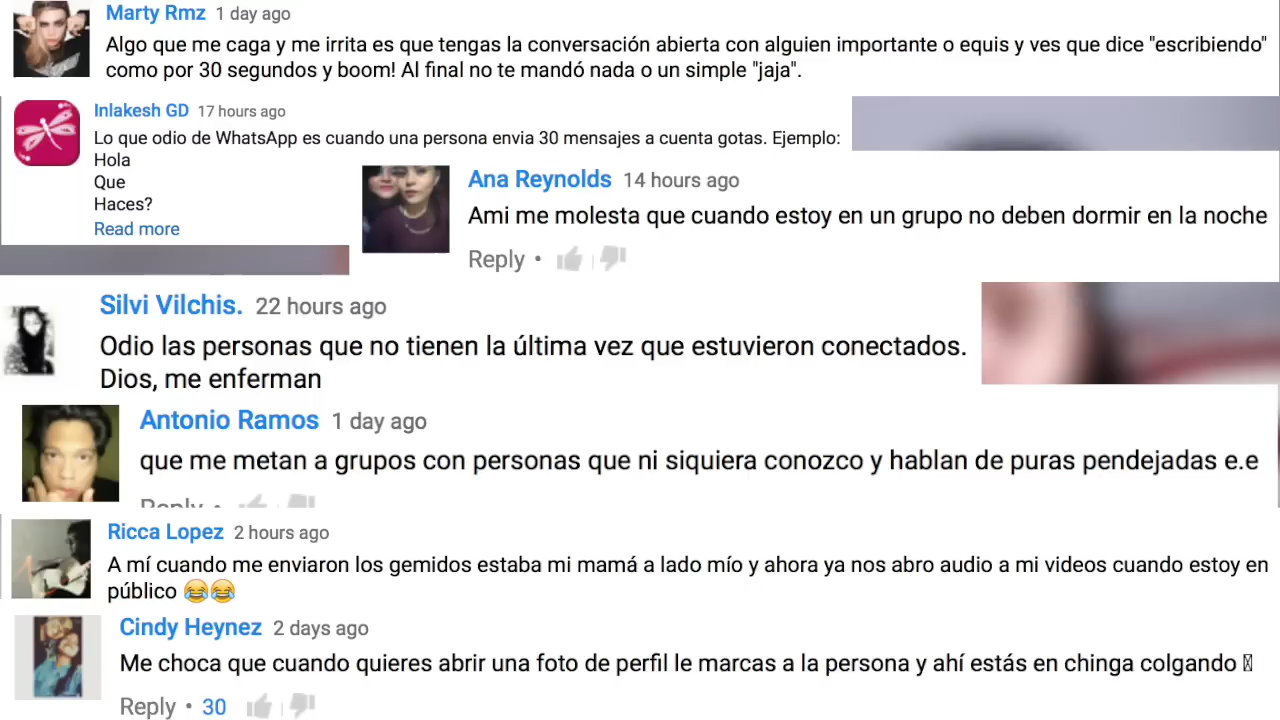 Marty Rmz 1 day ago
Algo que me caga y me irrita es que tengas la conversación abierta con alguien importante o equis y ves que dice "escribiendo"
como por 30 segundos y boom! Al final no te mandó nada o un simple "jaja".
Inlakesh GD 17 hours ago
Lo que odio de WhatsApp es cuando una persona envia 30 mensajes a cuenta gotas. Ejemplo:
Hola
Que
Haces?
Read more
Ana Reynolds 14 hours ago
Ami me molesta que cuando estoy en un grupo no deben dormir en la noche
Reply •
Silvi Vilchis. 22 hours ago
Odio las personas que no tienen la última vez que estuvieron conectados.
Dios, me enferman
Antonio Ramos 1 day ago
que me metan a grupos con personas que ni siquiera conozco y hablan de puras pendejadas e.e
Reply •
Ricca Lopez 2 hours ago
A mí cuando me enviaron los gemidos estaba mi mamá a lado mío y ahora ya nos abro audio a mi videos cuando estoy en
público 😂😂
Cindy Heynez 2 days ago
Me choca que cuando quieres abrir una foto de perfil le marcas a la persona y ahí estás en chinga colgando
Reply • 30